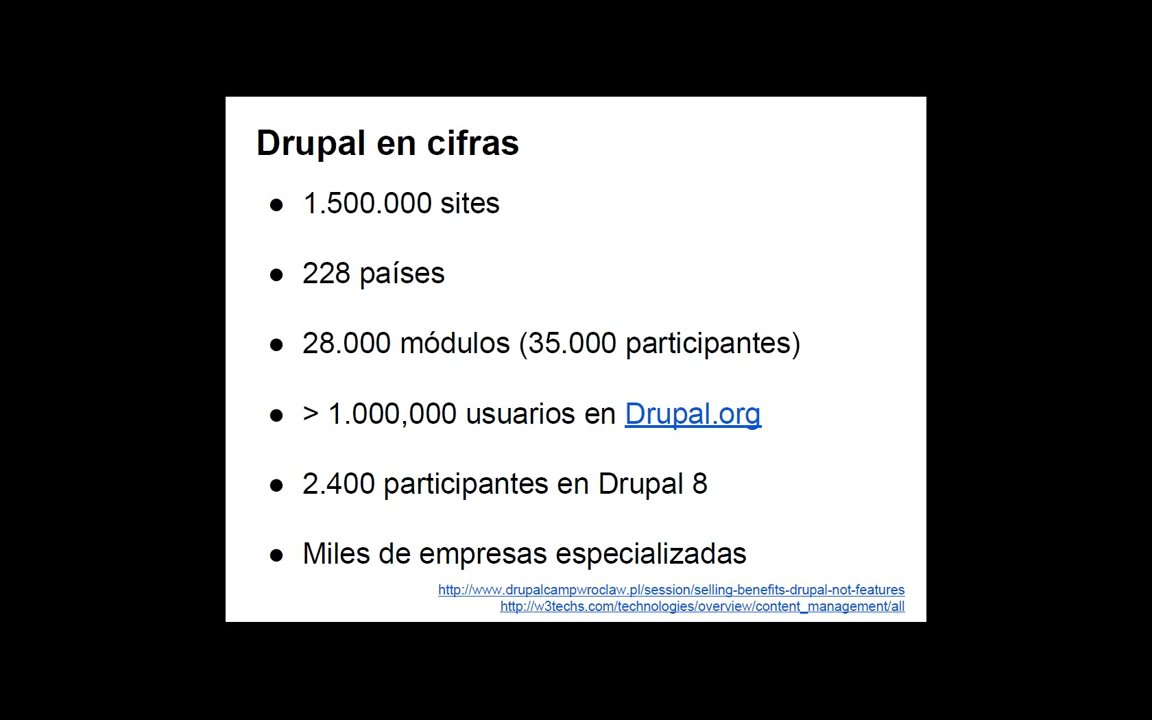 Drupal en cifras
● 1.500.000 sites
● 228 países
● 28.000 módulos (35.000 participantes)
● > 1.000,000 usuarios en Drupal.org
● 2.400 participantes en Drupal 8
● Miles de empresas especializadas
http://www.drupalcampwroclaw.pl/session/selling-benefits-drupal-not-features
http://w3techs.com/technologies/overview/content_management/all